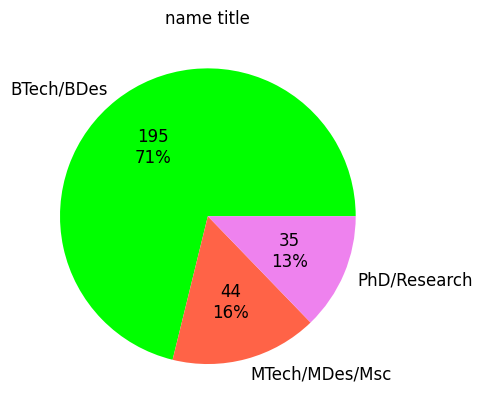 name title
BTech/BDes
195
71%
35
13%
PhD/Research
44
16%
MTech/MDes/Msc